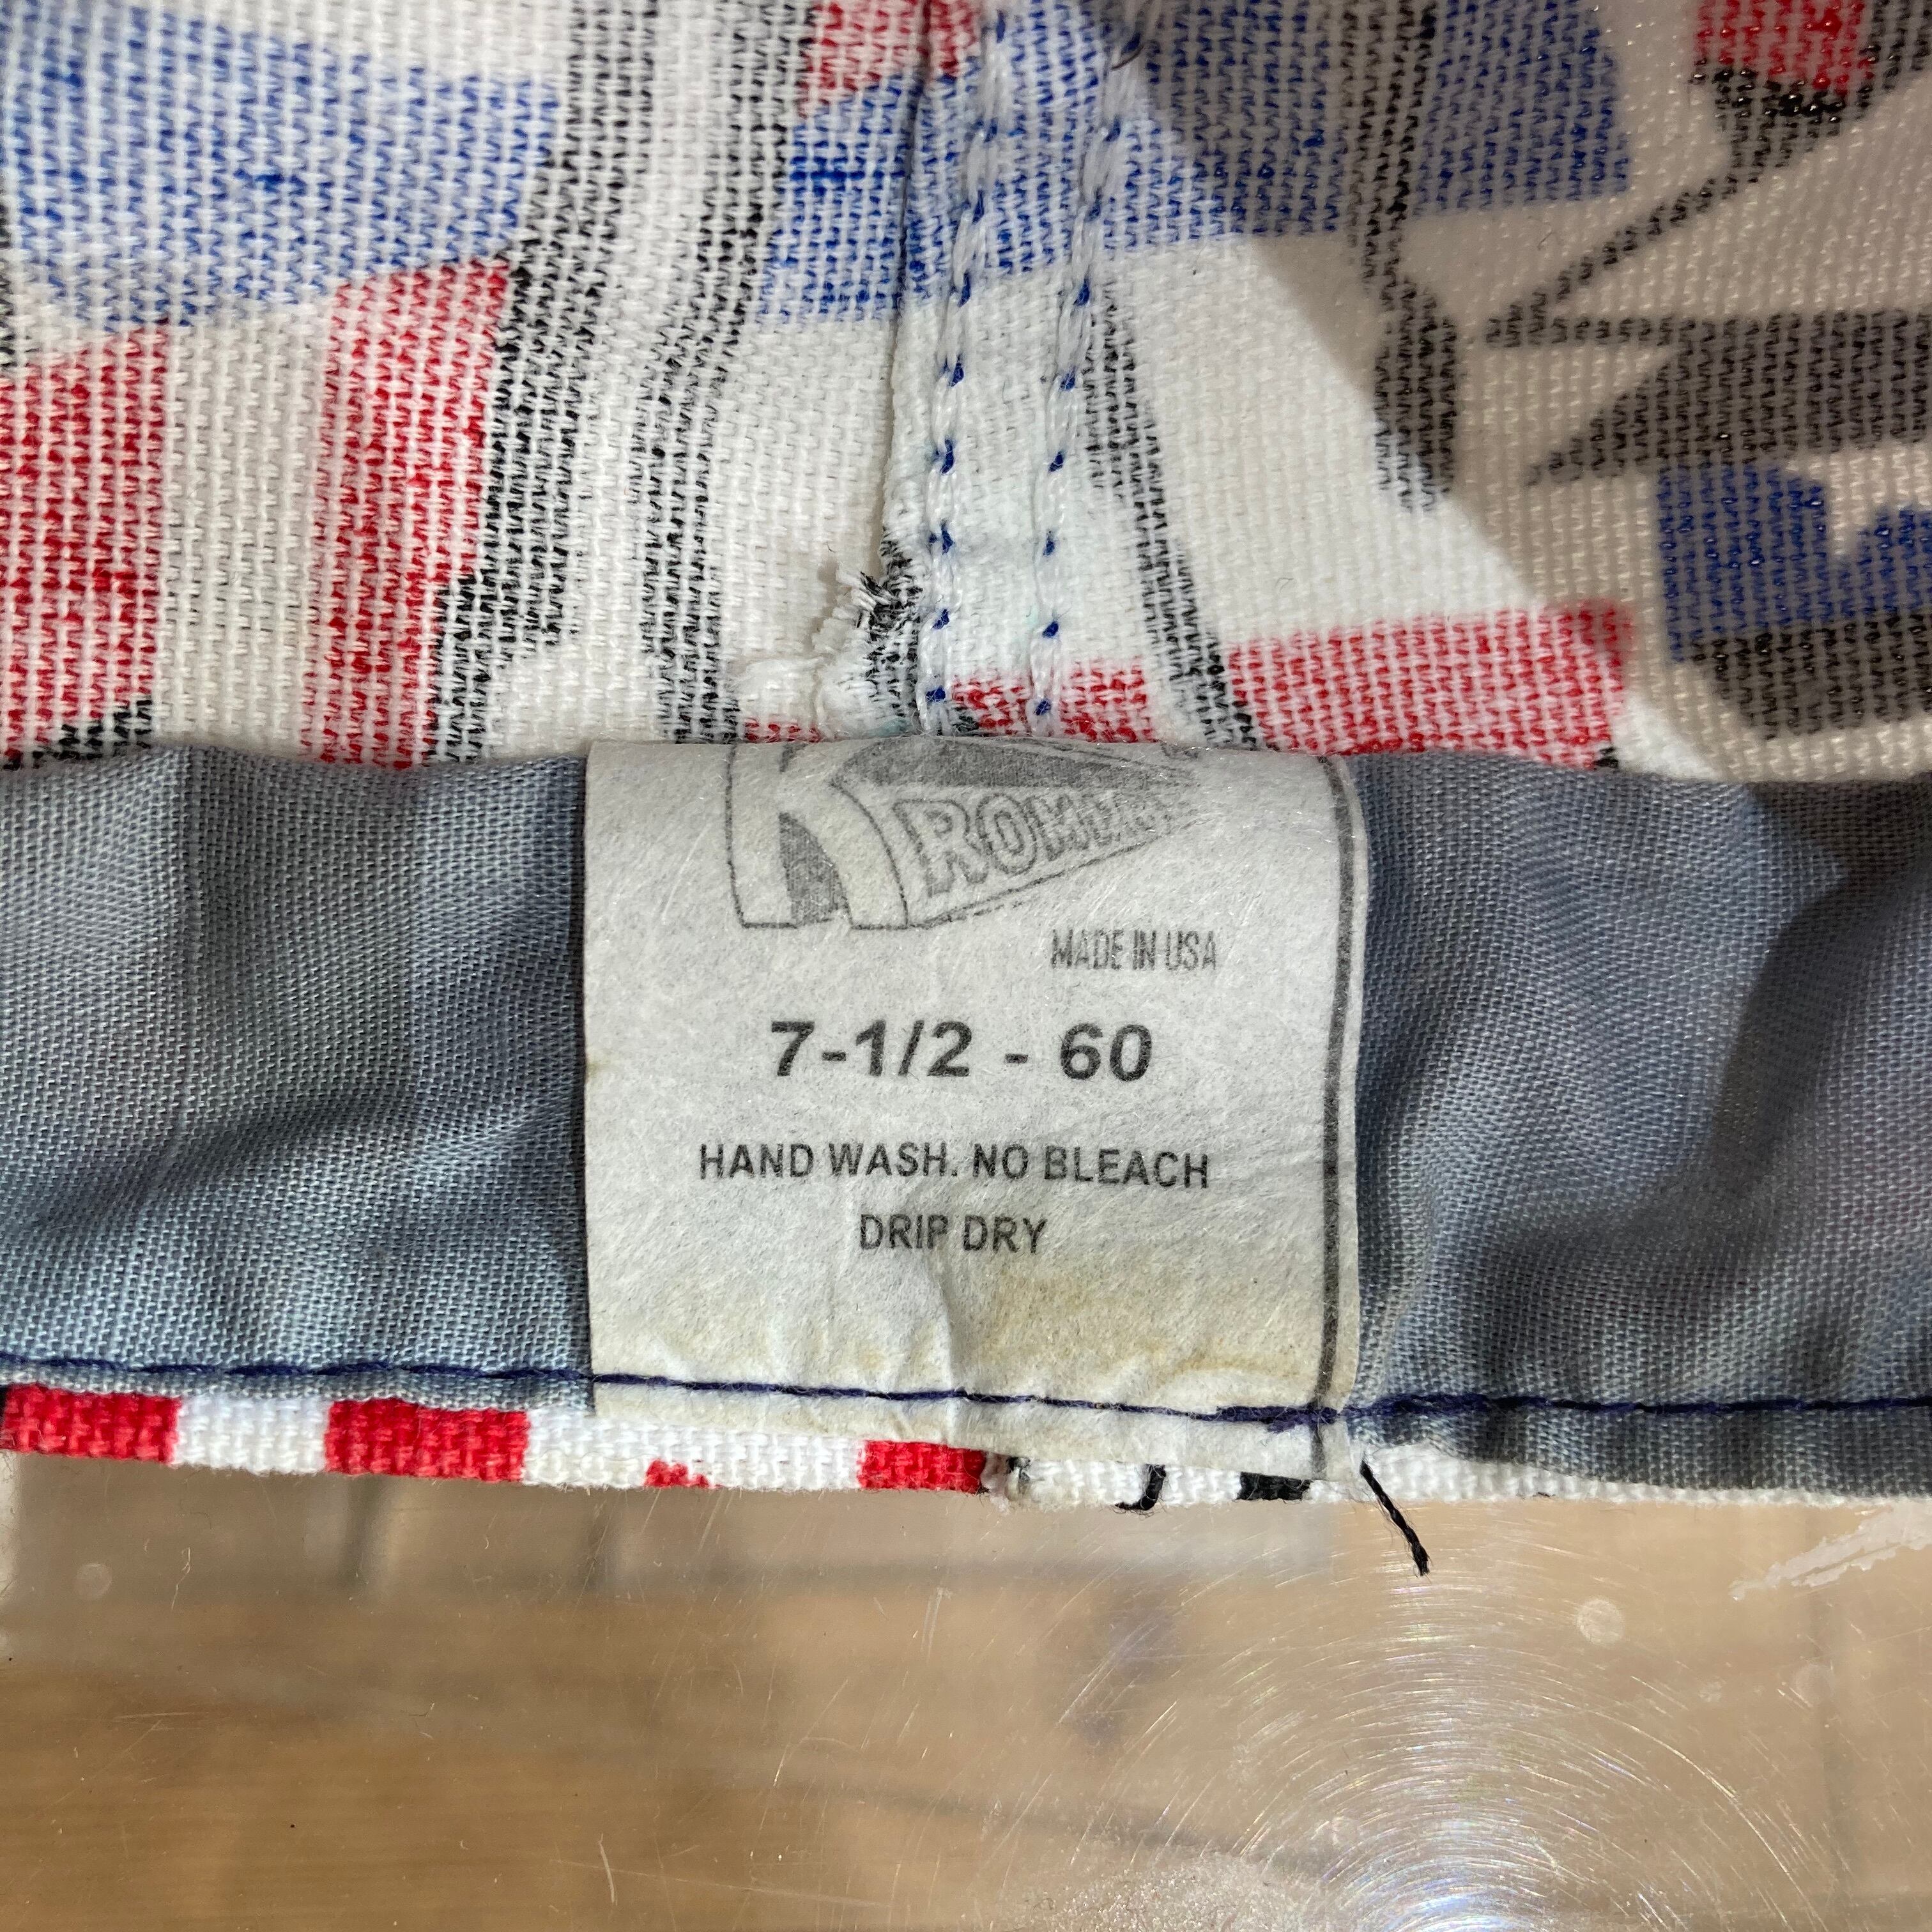 MADE IN USA
7-1/2 - 60
HAND WASH. NO BLEACH
DRIP DRY